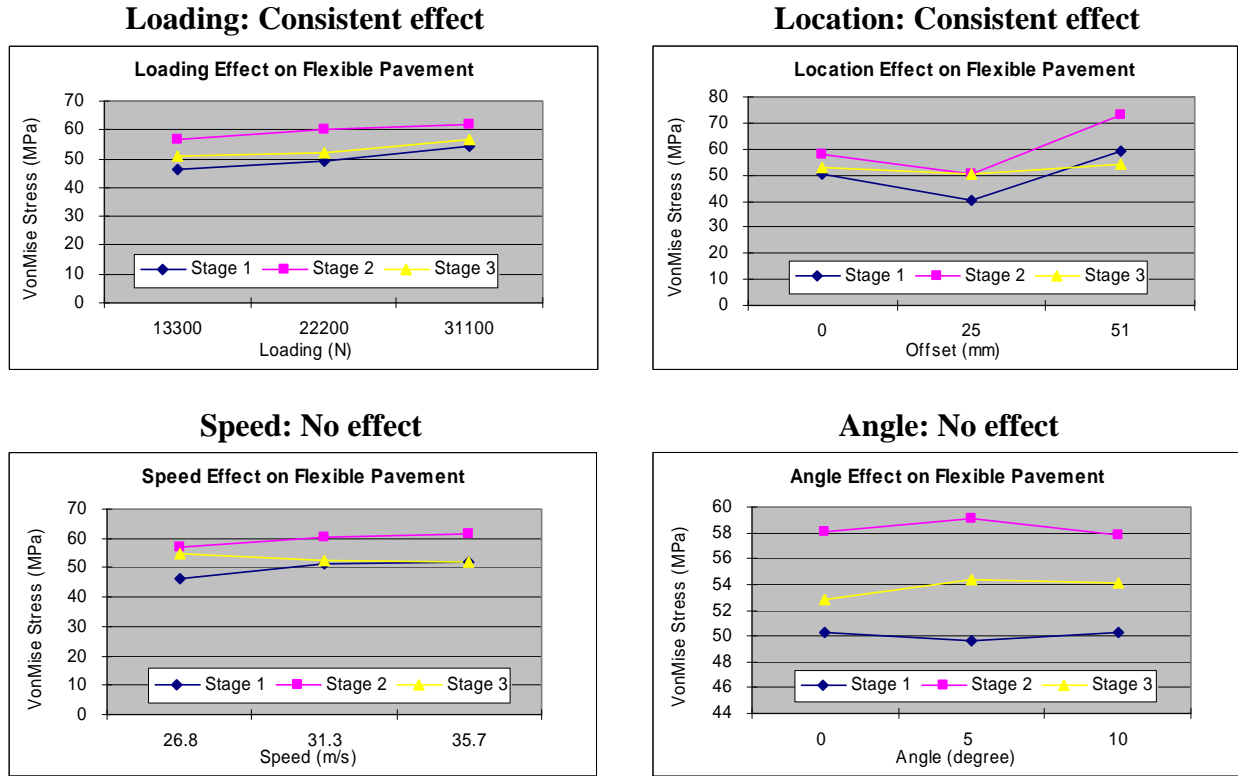 Loading: Consistent effect
Loading Effect on Flexible Pavement
VonMise Stress (MPa)
70
60
50
40
30
20
10
0
Stage 1 Stage 2 Stage 3
13300 22200 31100
Loading (N)
Location: Consistent effect
Location Effect on Flexible Pavement
VonMise Stress (MPa)
80
70
60
50
40
30
20
10
0
Stage 1 Stage 2 Stage 3
0 25 51
Offset (mm)
Speed: No effect
Speed Effect on Flexible Pavement
VonMise Stress (MPa)
70
60
50
40
30
20
10
0
Stage 1 Stage 2 Stage 3
26.8 31.3 35.7
Speed (m/s)
Angle: No effect
Angle Effect on Flexible Pavement
VonMise Stress (MPa)
60
58
56
54
52
50
48
46
44
Stage 1 Stage 2 Stage 3
0 5 10
Angle (degree)